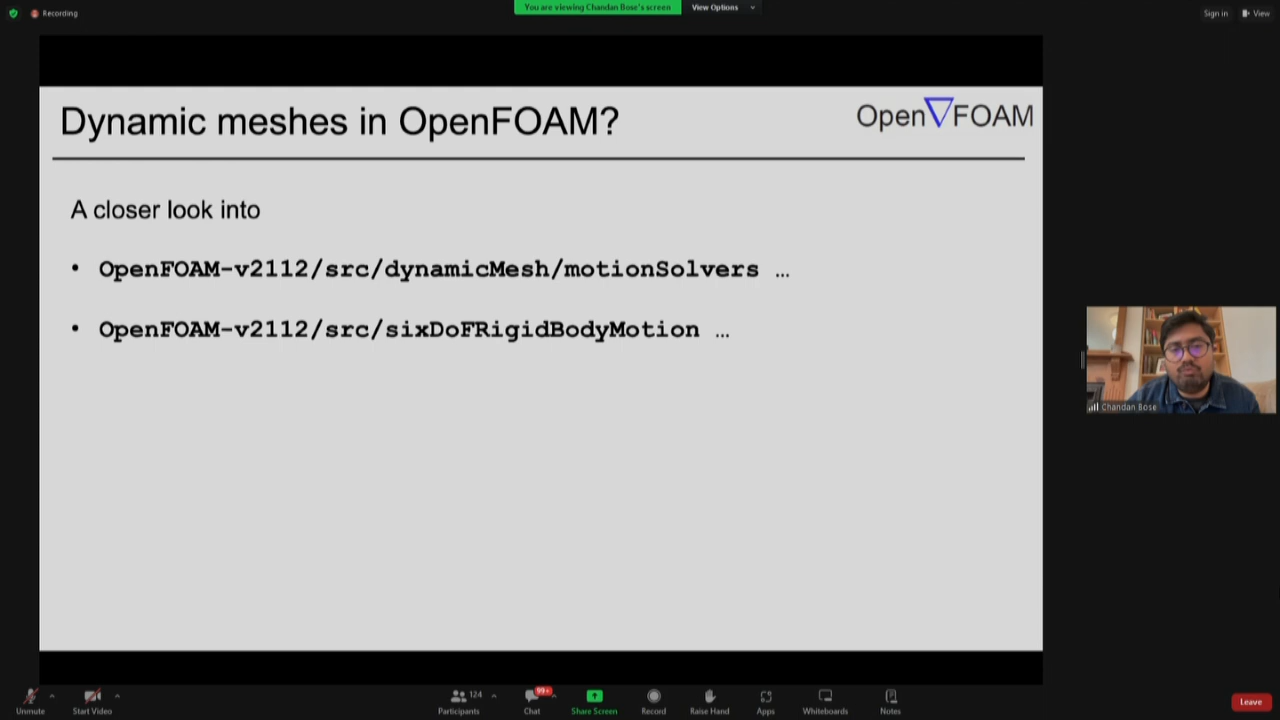 Recording
You are viewing Chandan Bose's screen
View Options
Sign in
View
Dynamic meshes in OpenFOAM?
Open FOAM
A closer look into
• OpenFOAM-v2112/src/dynamicMesh/motionSolvers ...
• OpenFOAM-v2112/src/sixDoFRigidBodyMotion ...
Chandan Bose
Unmute
Start Video
124
Participants
99+
Chat
Share Screen
Record
Raise Hand
Apps
Whiteboards
Notes
Leave